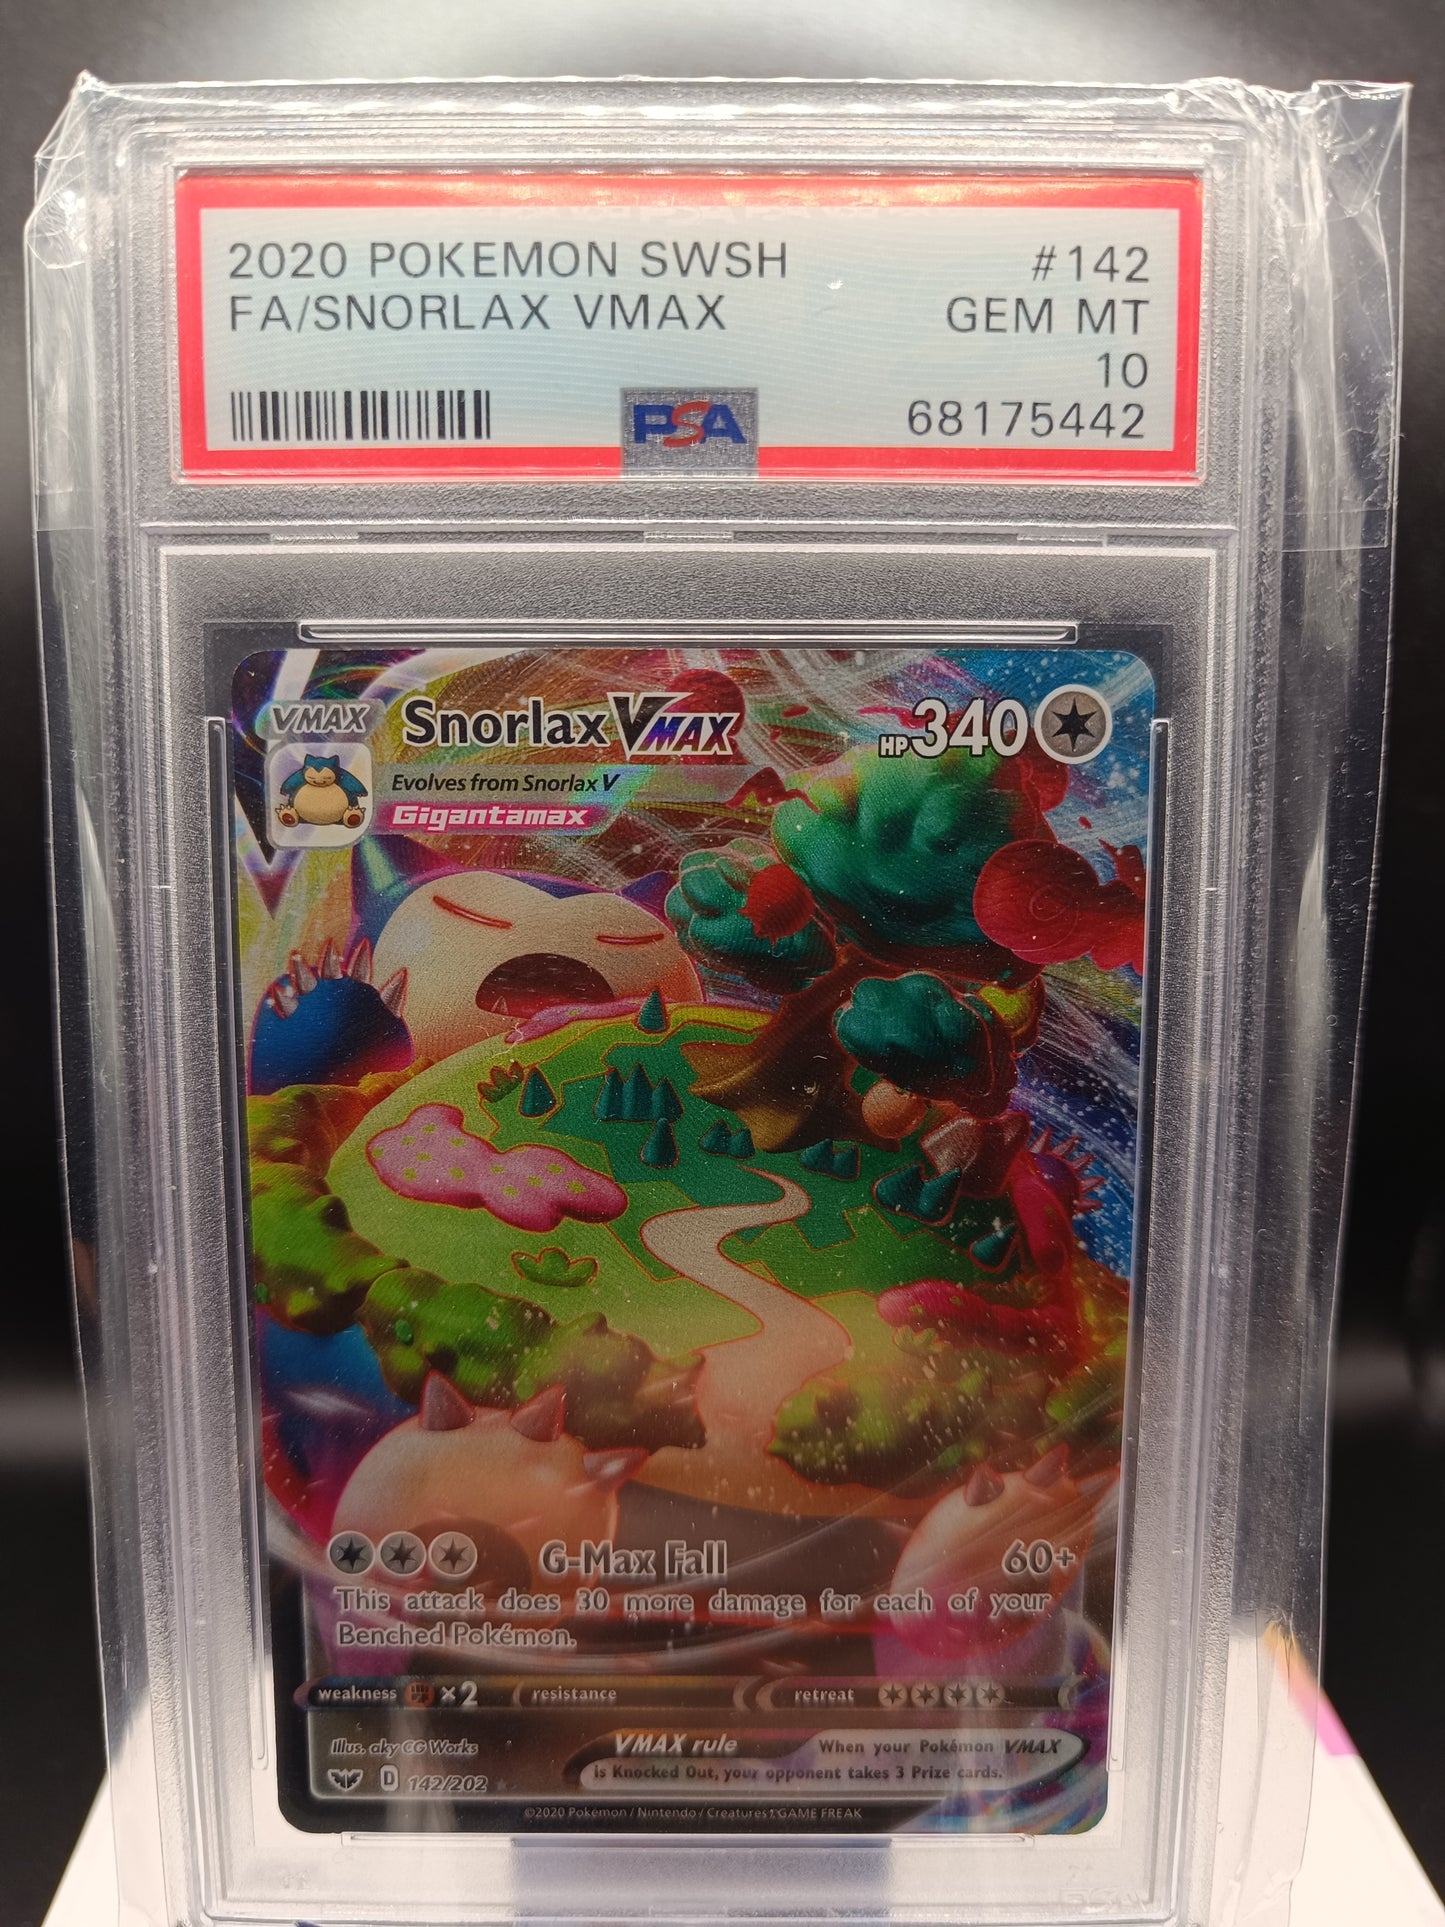 2020 POKEMON SWSH #142
FA/SNORLAX VMAX GEM MT
10
PSA 68175442
VMAX Snorlax VMAX HP 340
Evolves from Snorlax V
Gigantamax
G-Max Fall 60+
This attack does 30 more damage for each of your
Benched Pokémon.
weakness ×2 resistance retreat
Illus. aky CG Works VMAX rule When your Pokémon VMAX
is Knocked Out, your opponent takes 3 Prize cards.
D 142/202
©2020 Pokémon / Nintendo / Creatures / GAME FREAK